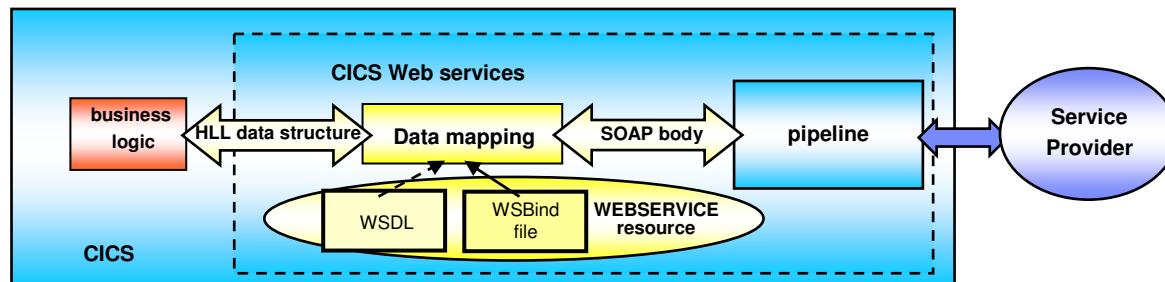 CICS Web services
business
logic
HLL data structure
Data mapping
SOAP body
pipeline
Service
Provider
WSDL
WSBind
file
WEBSERVICE
resource
CICS